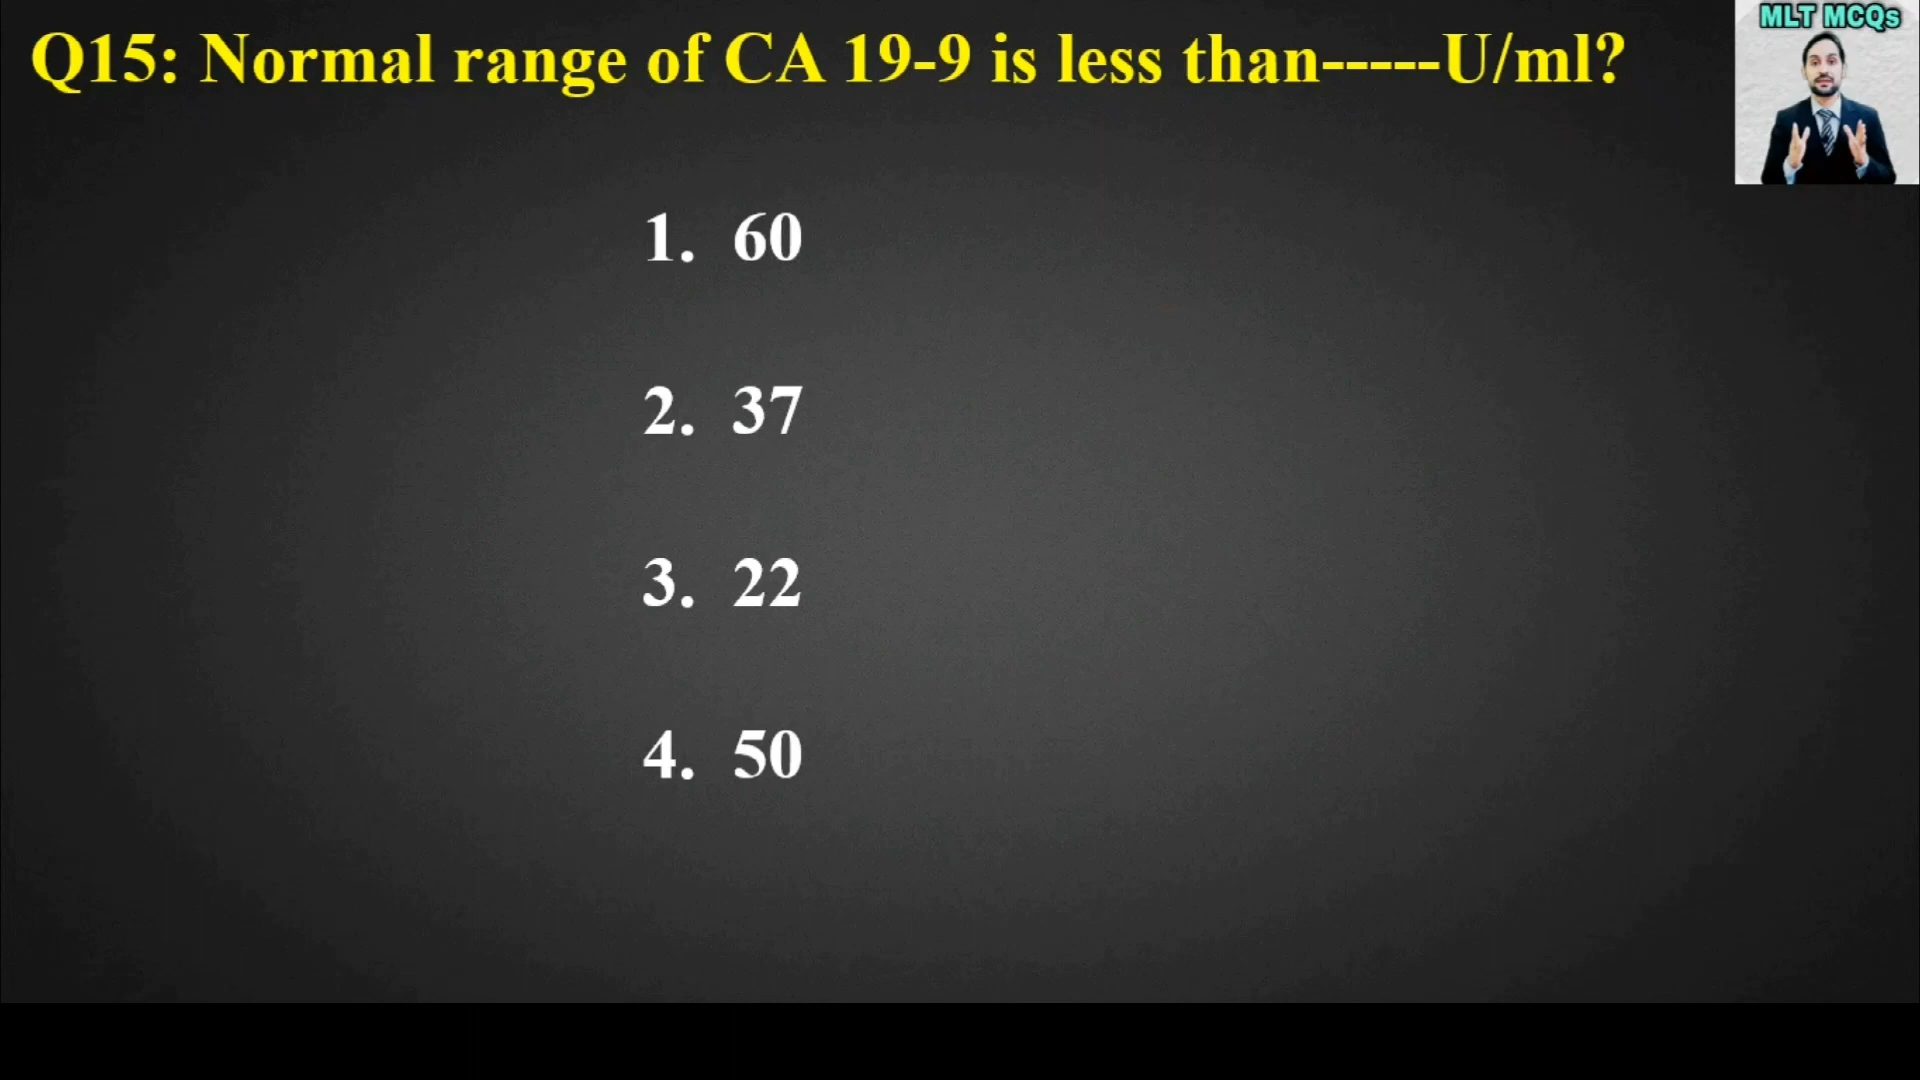 Q15: Normal range of CA 19-9 is less than-----U/ml?
MLT MCQs
1. 60
2. 37
3. 22
4. 50